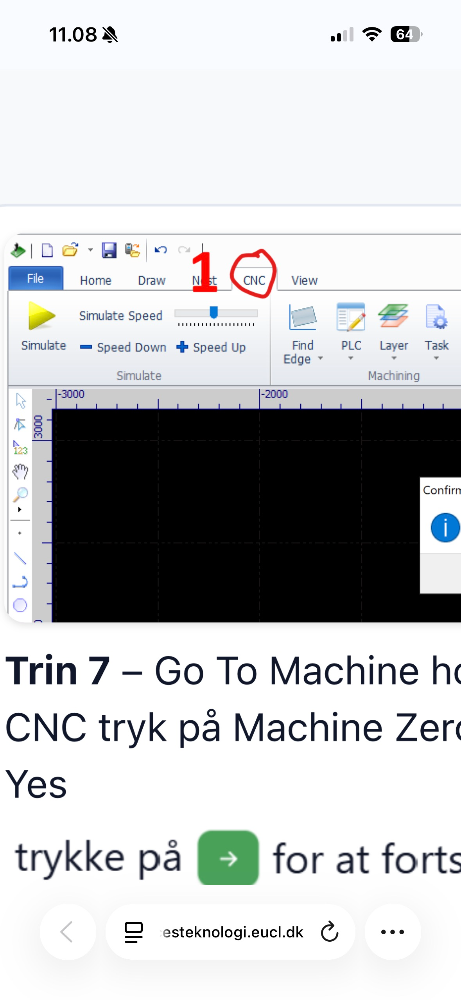 11.08
64
1
File Home Draw Nest CNC View
Simulate Speed
Simulate Speed Down Speed Up
Find Edge PLC Layer Task
Simulate Machining
-3000 -2000
3000
123
Confirm
i
Trin 7 – Go To Machine
CNC tryk på Machine
Yes
trykke på → for at
esteknologi.eucl.dk